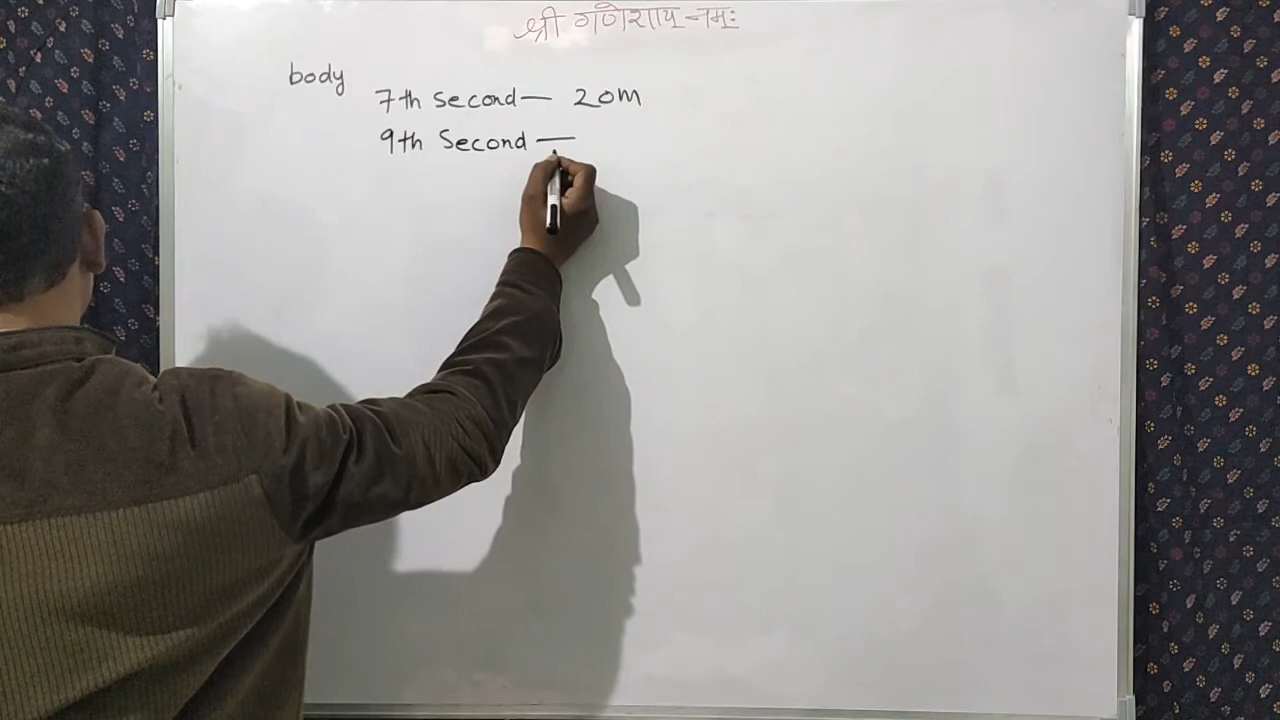 श्री गणेशाय नमः
body
7th second— 20m
9th Second —